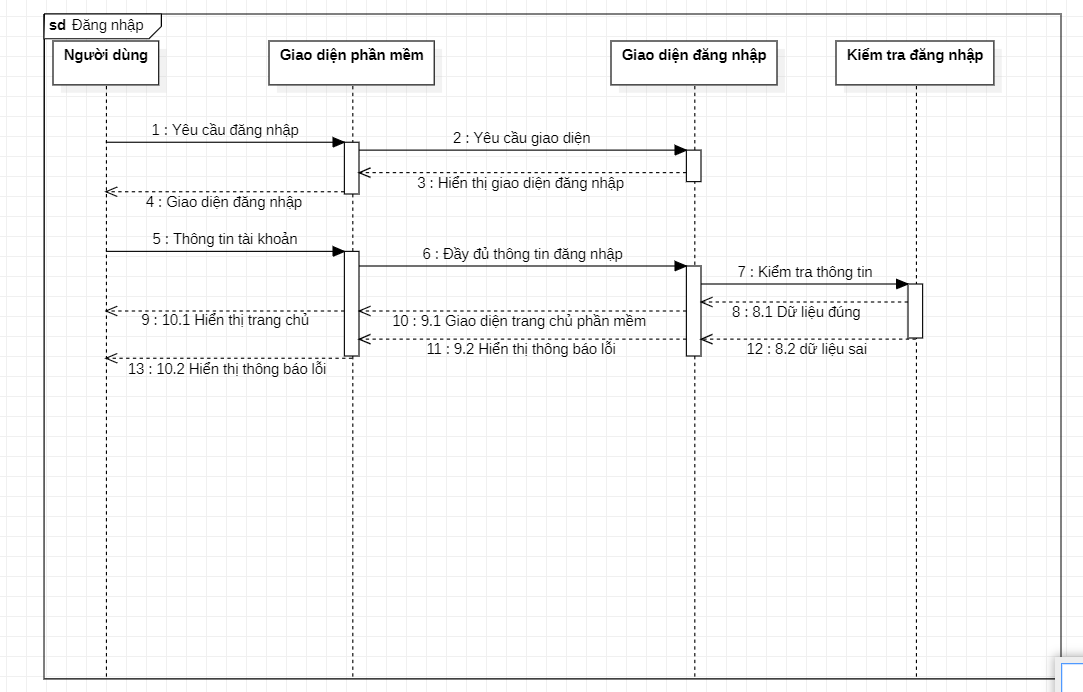 sd Đăng nhập
Người dùng
Giao diện phần mềm
Giao diện đăng nhập
Kiểm tra đăng nhập
1 : Yêu cầu đăng nhập
2 : Yêu cầu giao diện
3 : Hiển thị giao diện đăng nhập
4 : Giao diện đăng nhập
5 : Thông tin tài khoản
6 : Đầy đủ thông tin đăng nhập
7 : Kiểm tra thông tin
8 : 8.1 Dữ liệu đúng
9 : 10.1 Hiển thị trang chủ
10 : 9.1 Giao diện trang chủ phần mềm
11 : 9.2 Hiển thị thông báo lỗi
12 : 8.2 dữ liệu sai
13 : 10.2 Hiển thị thông báo lỗi